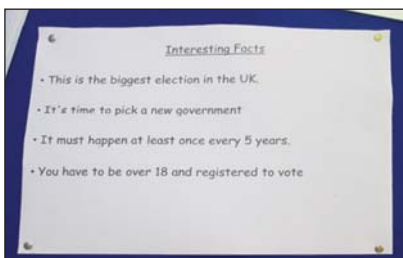 Interesting Facts
• This is the biggest election in the UK.
• It's time to pick a new government
• It must happen at least once every 5 years.
• You have to be over 18 and registered to vote